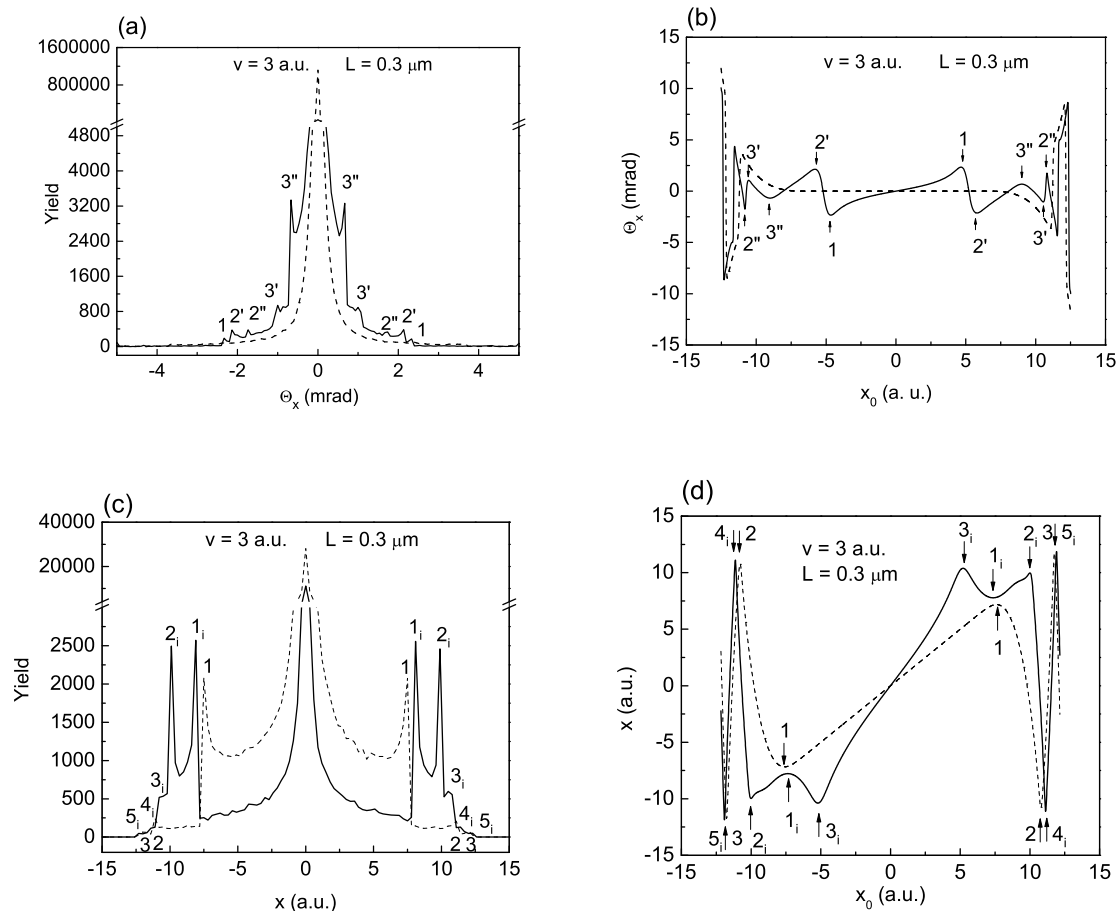 (a)
1600000
800000
4800
4000
3200
2400
1600
800
0
Yield
v = 3 a.u. L = 0.3 μm
3" 3"
3' 3'
1 2' 2" 2" 2' 1
-4 -2 0 2 4
Θx (mrad)
(b)
15
10
5
0
-5
-10
-15
Θx (mrad)
v = 3 a.u. L = 0.3 μm
3' 2' 1 3" 2"
2" 3" 1 2' 3'
-15 -10 -5 0 5 10 15
x0 (a. u.)
(c)
40000
20000
2500
2000
1500
1000
500
0
Yield
v = 3 a.u. L = 0.3 μm
2i 1i 1 1 1i 2i
3i 3i
4i 4i
5i 5i
3 2 2 3
-15 -10 -5 0 5 10 15
x (a.u.)
(d)
15
10
5
0
-5
-10
-15
x (a.u.)
4i 2 3i 1i 2i 3 5i
v = 3 a.u.
L = 0.3 μm
1 1
5i 3 2i 1i 3i 2 4i
-15 -10 -5 0 5 10 15
x0 (a.u.)